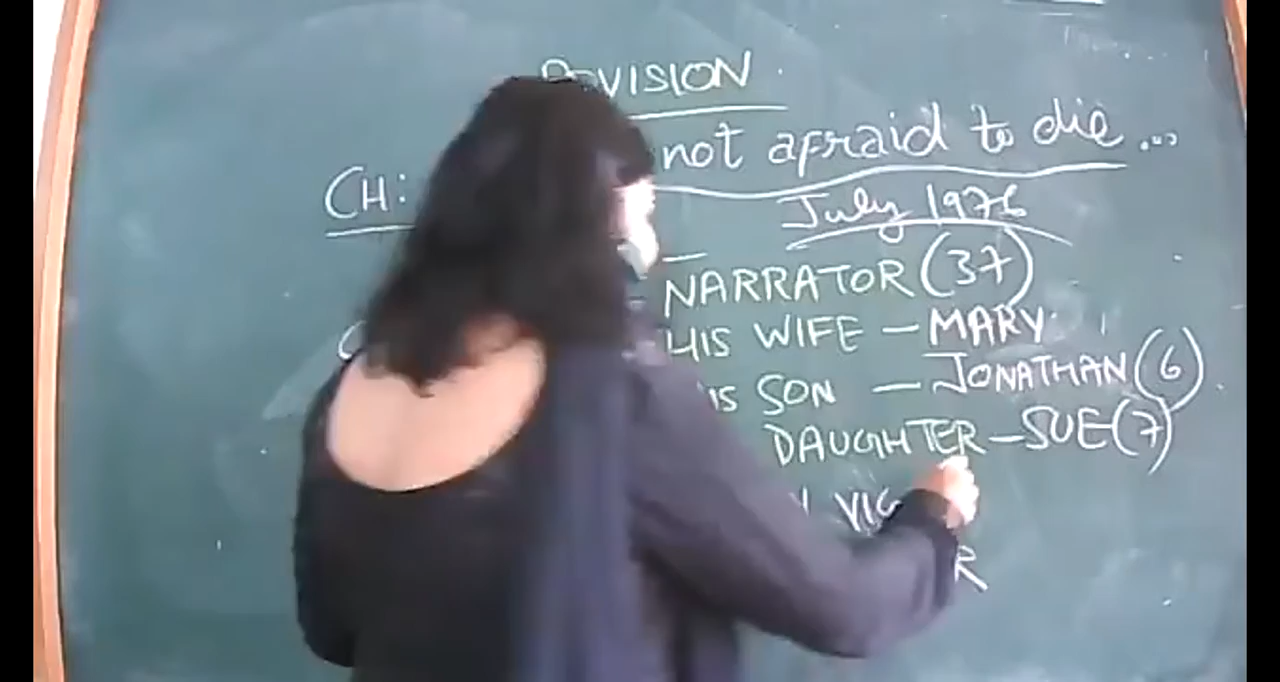 REVISION
CH: not afraid to die...
July 1976
NARRATOR (37)
HIS WIFE - MARY
HIS SON - JONATHAN (6)
DAUGHTER - SUE (7)